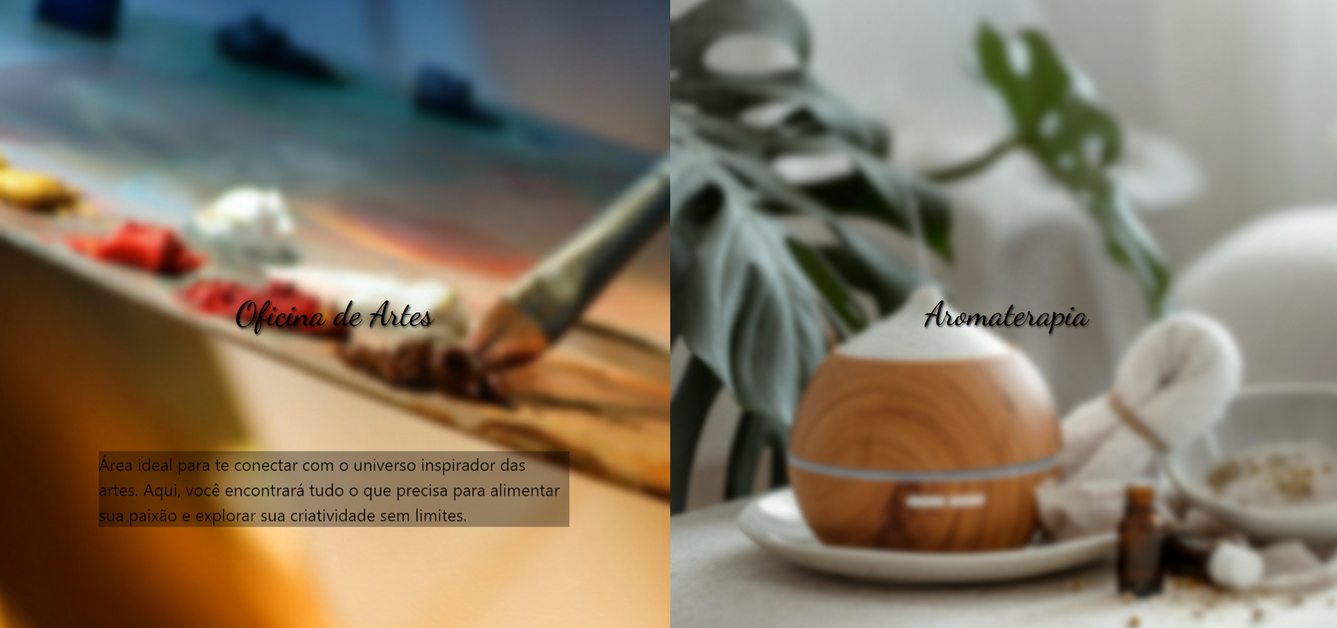 Oficina de Artes
Área ideal para te conectar com o universo inspirador das
artes. Aqui, você encontrará tudo o que precisa para alimentar
sua paixão e explorar sua criatividade sem limites.
Aromaterapia